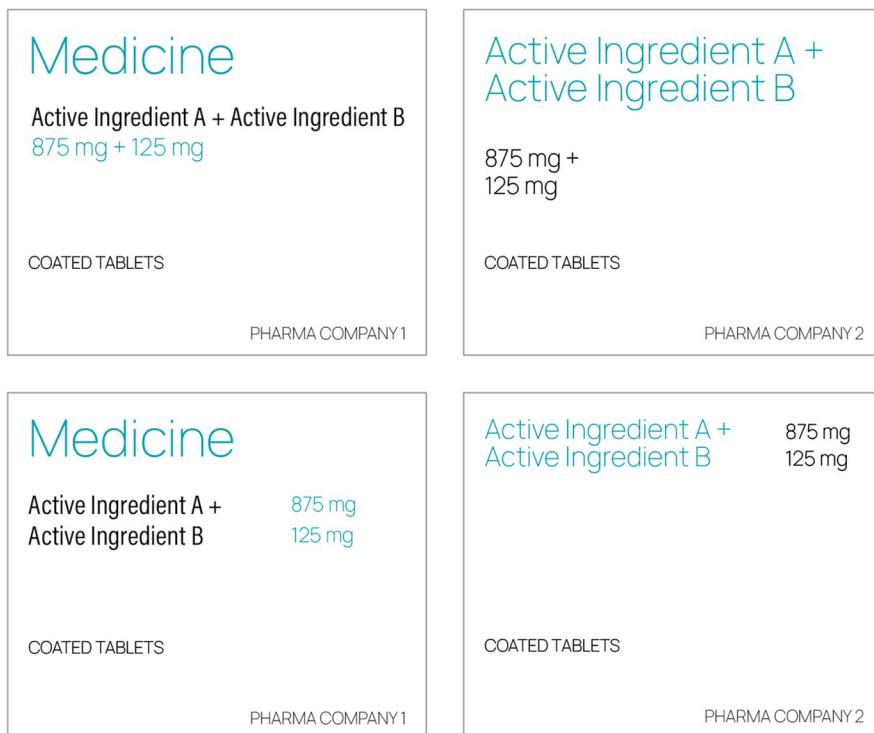 Medicine
Active Ingredient A + Active Ingredient B
875 mg + 125 mg
COATED TABLETS
PHARMA COMPANY 1
Active Ingredient A +
Active Ingredient B
875 mg +
125 mg
COATED TABLETS
PHARMA COMPANY 2
Medicine
Active Ingredient A + 875 mg
Active Ingredient B 125 mg
COATED TABLETS
PHARMA COMPANY 1
Active Ingredient A + 875 mg
Active Ingredient B 125 mg
COATED TABLETS
PHARMA COMPANY 2